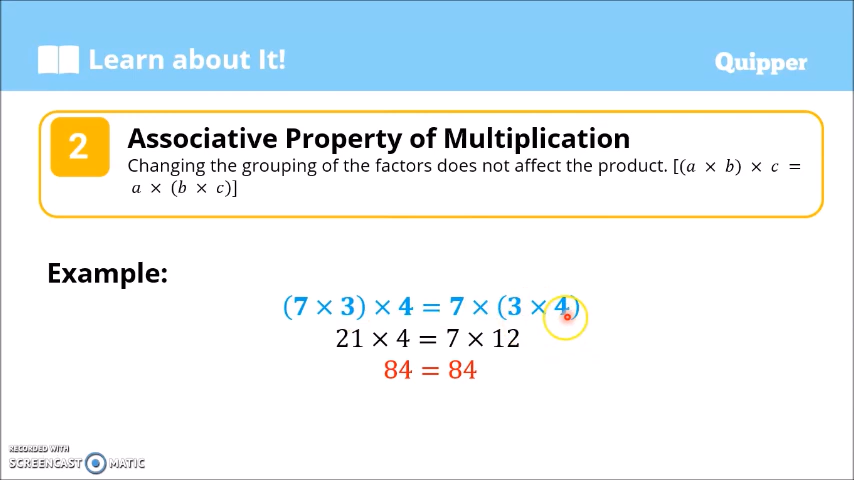 Learn about It!
Quipper
2
Associative Property of Multiplication
Changing the grouping of the factors does not affect the product. [(a × b) × c =
a × (b × c)]
Example:
(7 × 3) × 4 = 7 × (3 × 4)
21 × 4 = 7 × 12
84 = 84
RECORDED WITH
SCREENCAST MATIC